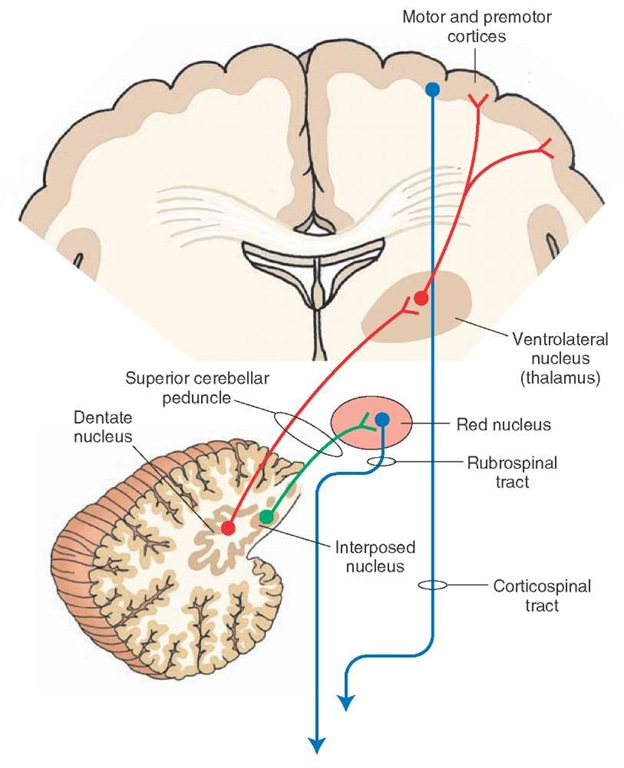 Motor and premotor
cortices
Ventrolateral
nucleus
(thalamus)
Superior cerebellar
peduncle
Dentate
nucleus
Red nucleus
Rubrospinal
tract
Interposed
nucleus
Corticospinal
tract